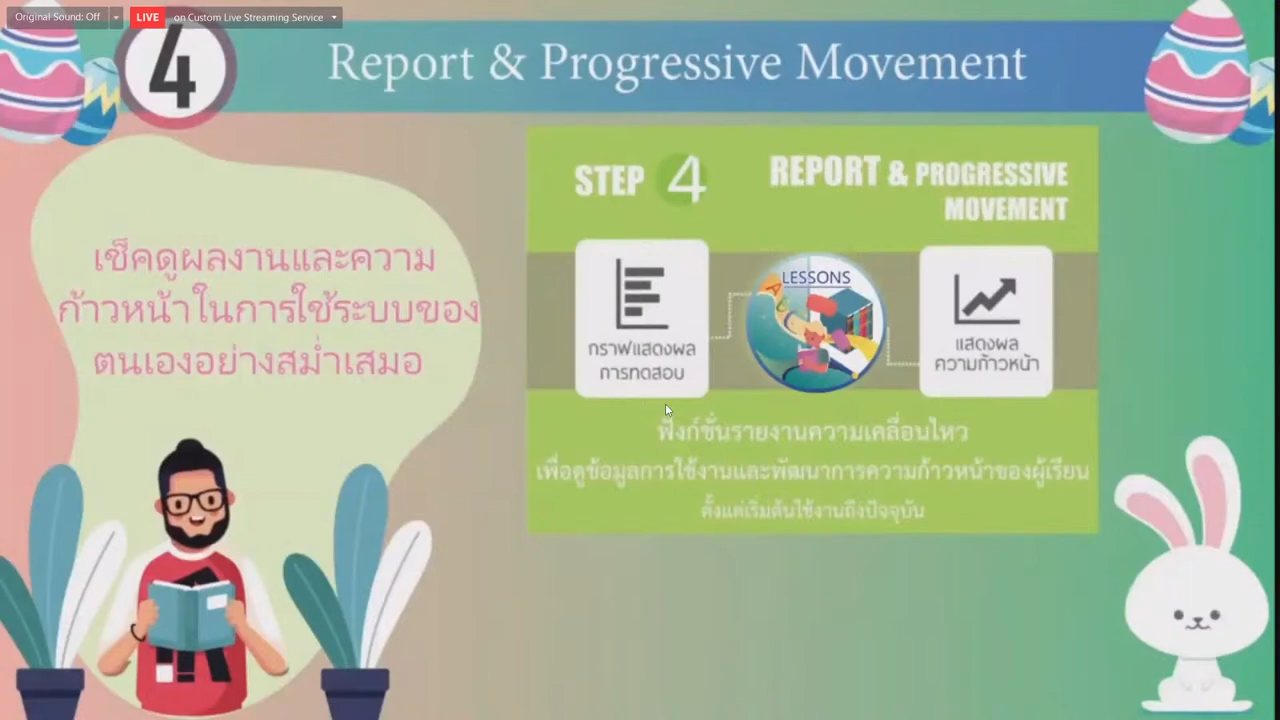 Original Sound: Off
LIVE on Custom Live Streaming Service
4
Report & Progressive Movement
เช็คดูผลงานและความ
ก้าวหน้าในการใช้ระบบของ
ตนเองอย่างสม่ำเสมอ
STEP 4
REPORT & PROGRESSIVE
MOVEMENT
กราฟแสดงผล
การทดสอบ
LESSONS
แสดงผล
ความก้าวหน้า
ฟังก์ชั่นรายงานความเคลื่อนไหว
เพื่อดูข้อมูลการใช้งานและพัฒนาการความก้าวหน้าของผู้เรียน
ตั้งแต่เริ่มต้นใช้งานถึงปัจจุบัน